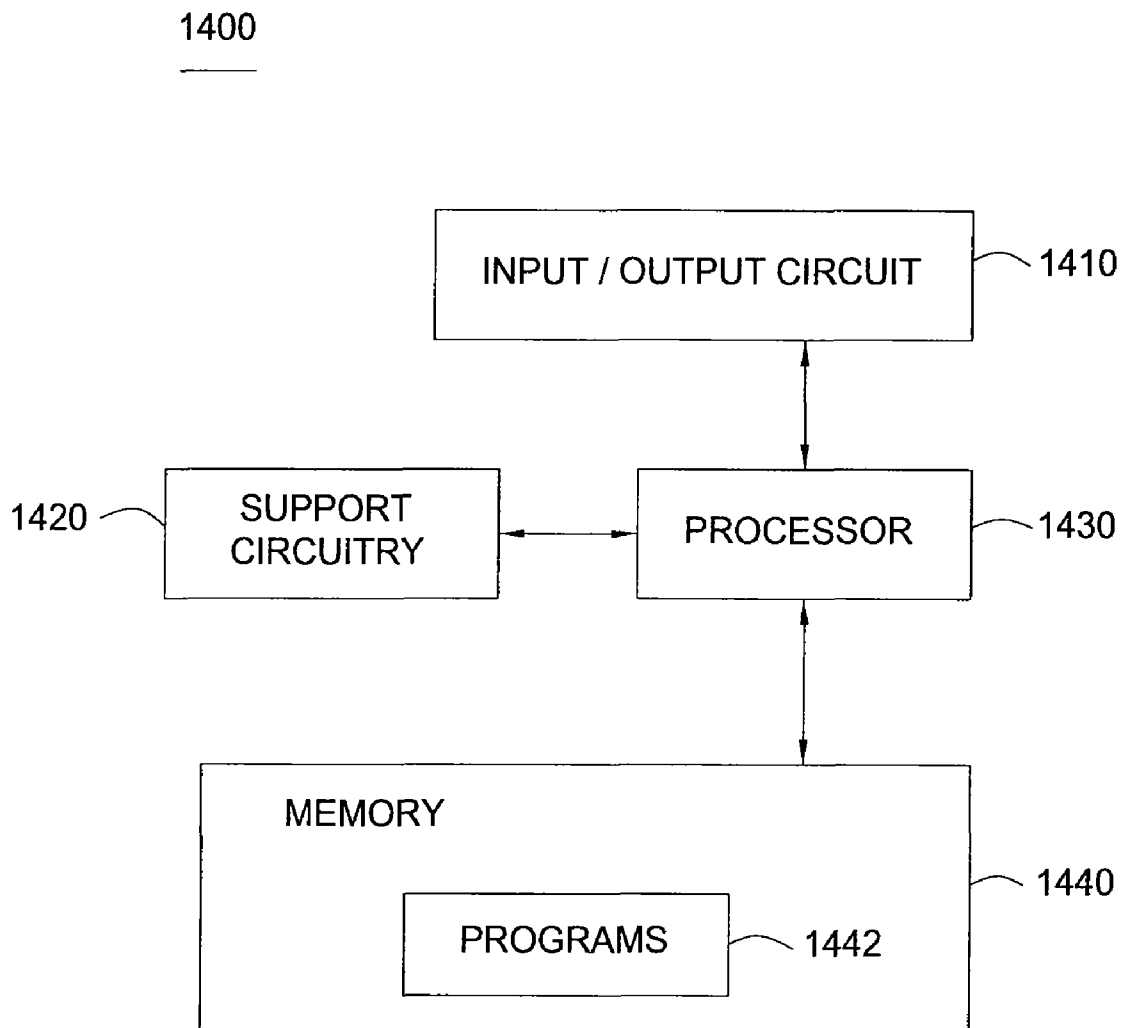 1400
INPUT / OUTPUT CIRCUIT
1410
1420
SUPPORT
CIRCUITRY
PROCESSOR
1430
MEMORY
1440
PROGRAMS
1442